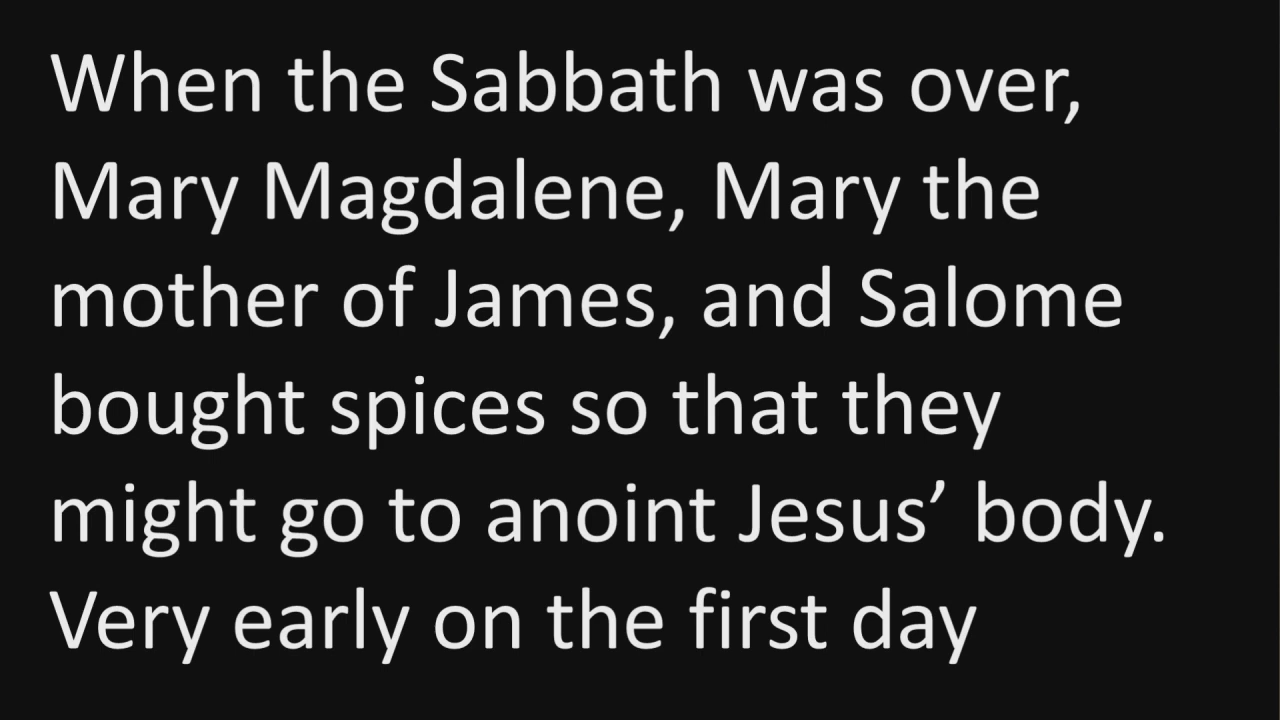 When the Sabbath was over,
Mary Magdalene, Mary the
mother of James, and Salome
bought spices so that they
might go to anoint Jesus’ body.
Very early on the first day